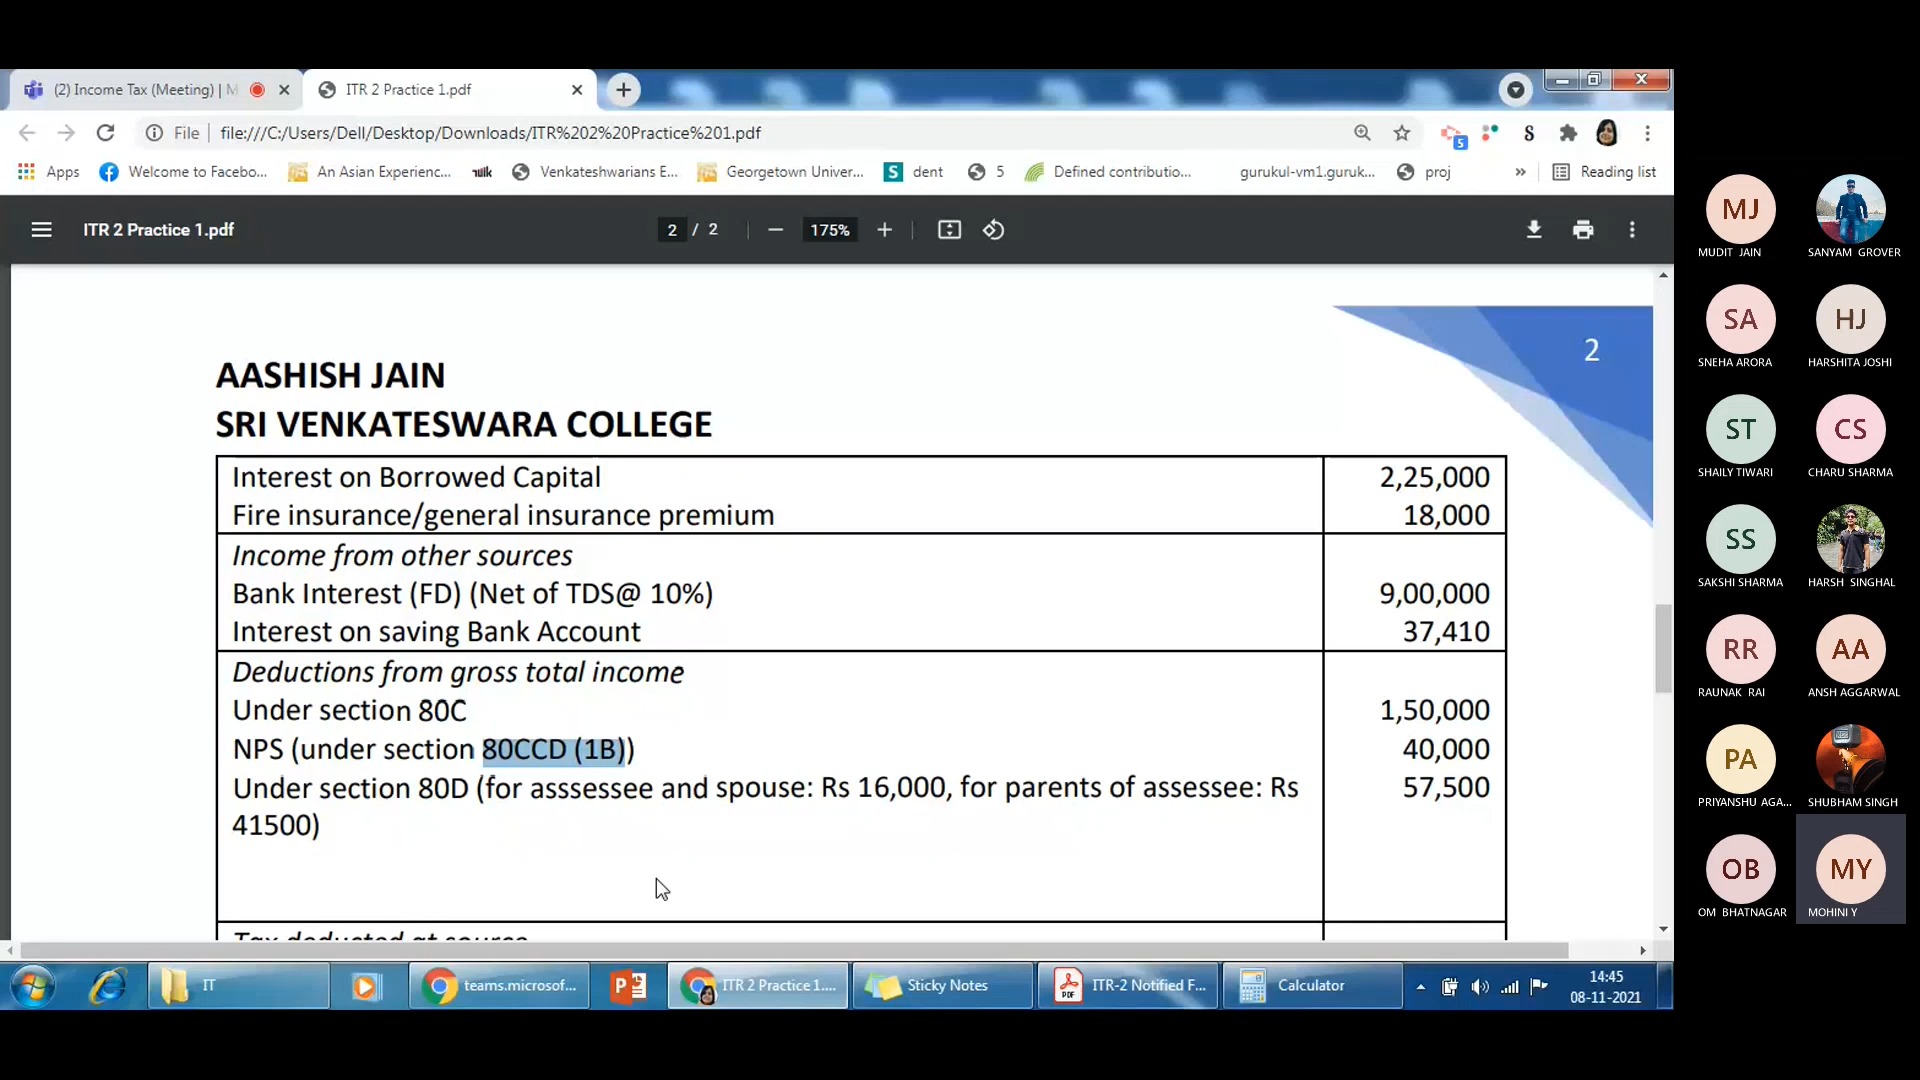 (2) Income Tax (Meeting) | M
ITR 2 Practice 1.pdf
File
file:///C:/Users/Dell/Desktop/Downloads/ITR%202%20Practice%201.pdf
5
S
Apps
Welcome to Facebo...
An Asian Experienc...
Venkateshwarians E...
Georgetown Univer...
S
dent
5
Defined contributio...
gurukul-vm1.guruk...
proj
»
Reading list
ITR 2 Practice 1.pdf
2 / 2
175%
2
AASHISH JAIN
SRI VENKATESWARA COLLEGE
Interest on Borrowed Capital 2,25,000
Fire insurance/general insurance premium 18,000
Income from other sources
Bank Interest (FD) (Net of TDS@ 10%) 9,00,000
Interest on saving Bank Account 37,410
Deductions from gross total income
Under section 80C 1,50,000
NPS (under section 80CCD (1B)) 40,000
Under section 80D (for asssessee and spouse: Rs 16,000, for parents of assessee: Rs 57,500
41500)
Tax deducted at source
IT
teams.microsof...
ITR 2 Practice 1....
Sticky Notes
PDF
ITR-2 Notified F...
Calculator
14:45
08-11-2021
MJ
MUDIT JAIN
SANYAM GROVER
SA
SNEHA ARORA
HJ
HARSHITA JOSHI
ST
SHAILY TIWARI
CS
CHARU SHARMA
SS
SAKSHI SHARMA
HARSH SINGHAL
RR
RAUNAK RAI
AA
ANSH AGGARWAL
PA
PRIYANSHU AGA...
SHUBHAM SINGH
OB
OM BHATNAGAR
MY
MOHINI Y